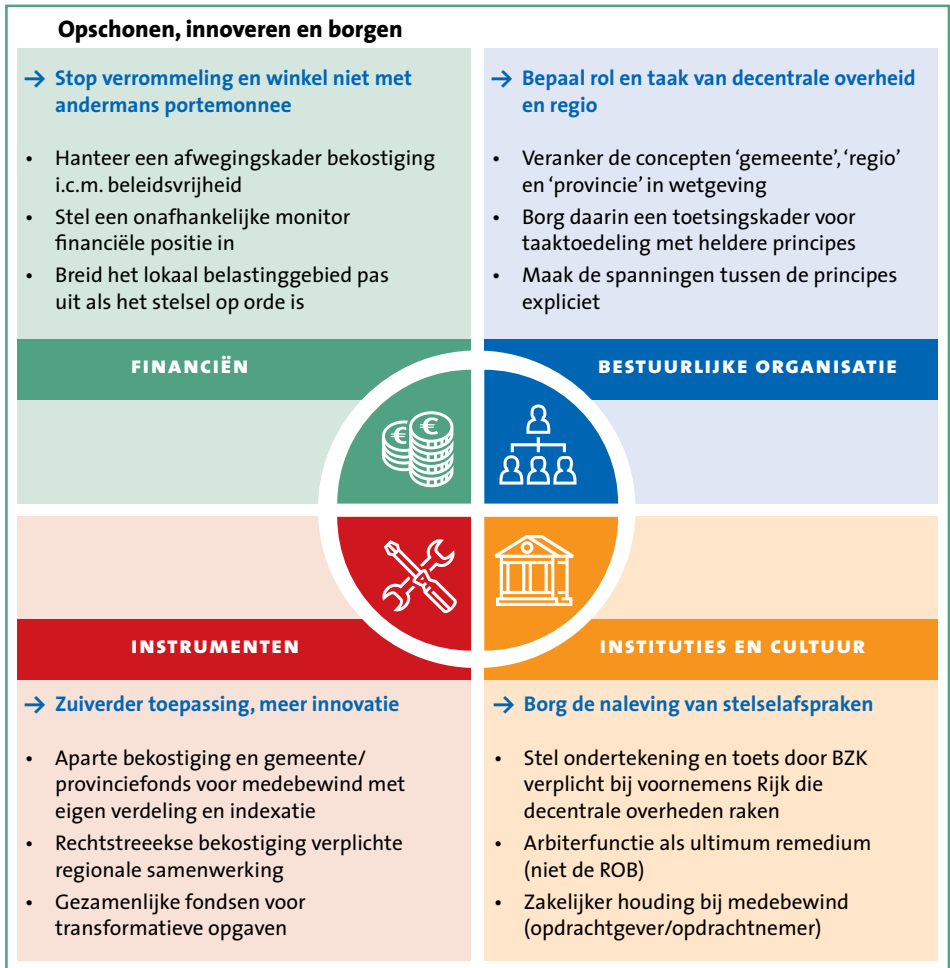 Opschonen, innoveren en borgen
→ Stop verrommeling en winkel niet met
andermans portemonnee
• Hanteer een afwegingskader bekostiging
i.c.m. beleidsvrijheid
• Stel een onafhankelijke monitor
financiële positie in
• Breid het lokaal belastinggebied pas
uit als het stelsel op orde is
FINANCIËN
→ Bepaal rol en taak van decentrale overheid
en regio
• Veranker de concepten ‘gemeente’, ‘regio’
en ‘provincie’ in wetgeving
• Borg daarin een toetsingskader voor
taaktoedeling met heldere principes
• Maak de spanningen tussen de principes
expliciet
BESTUURLIJKE ORGANISATIE
€ €
INSTRUMENTEN
→ Zuiverder toepassing, meer innovatie
• Aparte bekostiging en gemeente/
provinciefonds voor medebewind met
eigen verdeling en indexatie
• Rechtstreeekse bekostiging verplichte
regionale samenwerking
• Gezamenlijke fondsen voor
transformatieve opgaven
INSTITUTIES EN CULTUUR
→ Borg de naleving van stelselafspraken
• Stel ondertekening en toets door BZK
verplicht bij voornemens Rijk die
decentrale overheden raken
• Arbiterfunctie als ultimum remedium
(niet de ROB)
• Zakelijker houding bij medebewind
(opdrachtgever/opdrachtnemer)